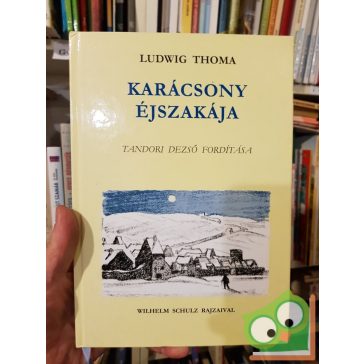 LUDWIG THOMA
KARÁCSONY
ÉJSZAKÁJA
TANDORI DEZSŐ FORDÍTÁSA
WILHELM SCHULZ RAJZAIVAL